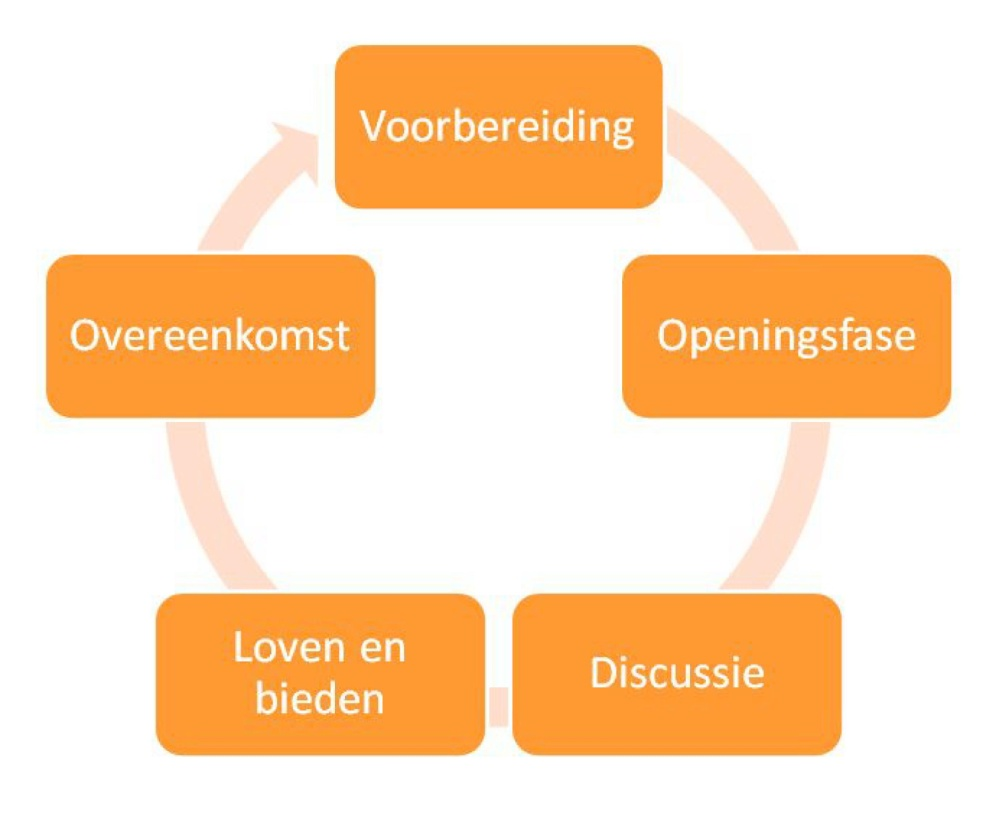 Voorbereiding
Openingsfase
Discussie
Loven en
bieden
Overeenkomst